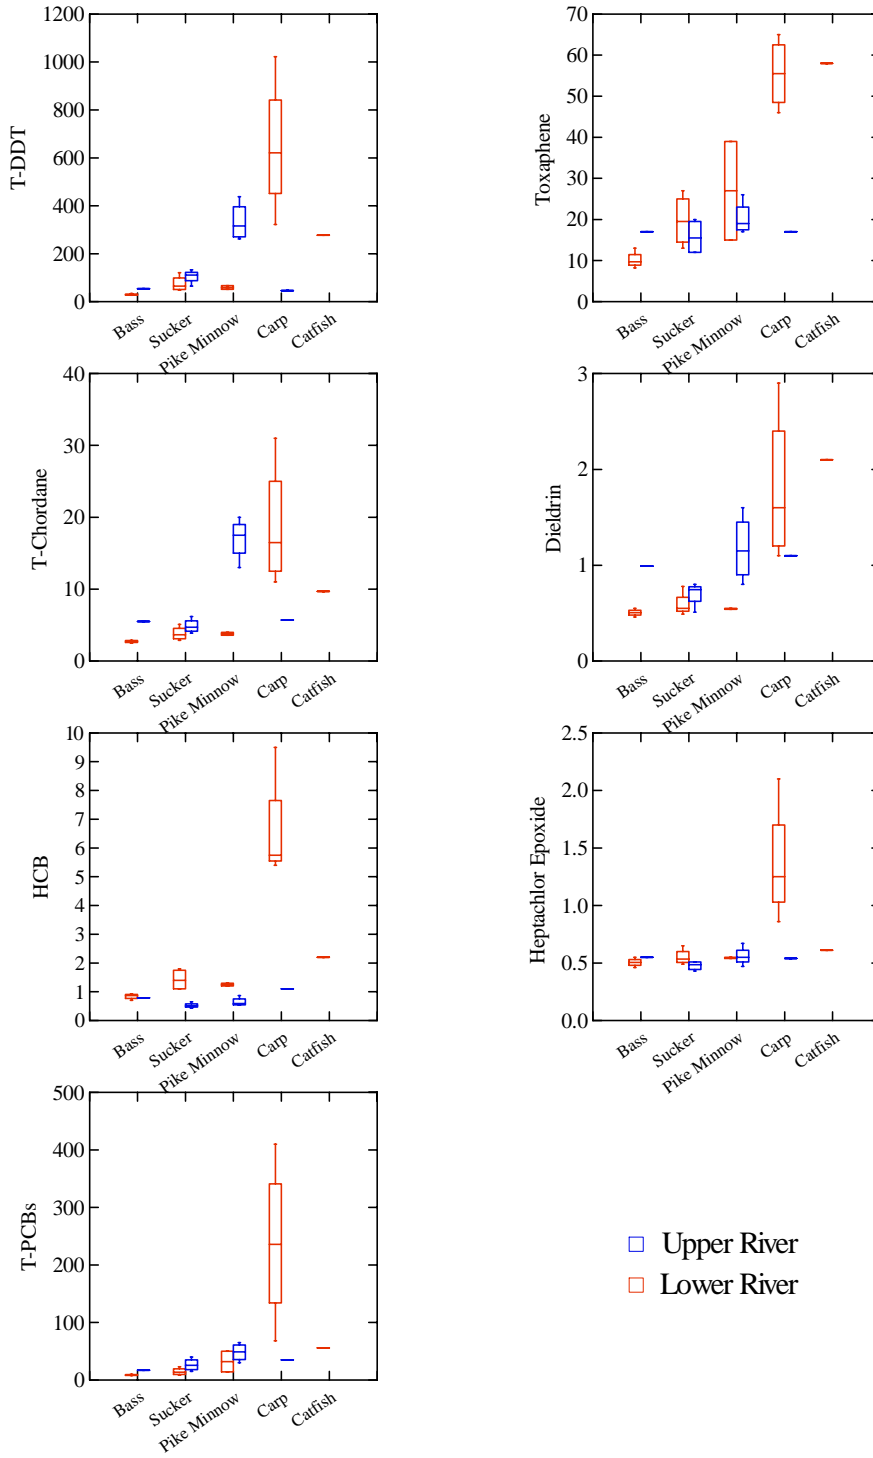 T-DDT
1200
1000
800
600
400
200
0
Bass
Sucker
Pike Minnow
Carp
Catfish
Toxaphene
70
60
50
40
30
20
10
0
Bass
Sucker
Pike Minnow
Carp
Catfish
T-Chordane
40
30
20
10
0
Bass
Sucker
Pike Minnow
Carp
Catfish
Dieldrin
3
2
1
0
Bass
Sucker
Pike Minnow
Carp
Catfish
HCB
10
9
8
7
6
5
4
3
2
1
0
Bass
Sucker
Pike Minnow
Carp
Catfish
Heptachlor Epoxide
2.5
2.0
1.5
1.0
0.5
0.0
Bass
Sucker
Pike Minnow
Carp
Catfish
T-PCBs
500
400
300
200
100
0
Bass
Sucker
Pike Minnow
Carp
Catfish
Upper River
Lower River